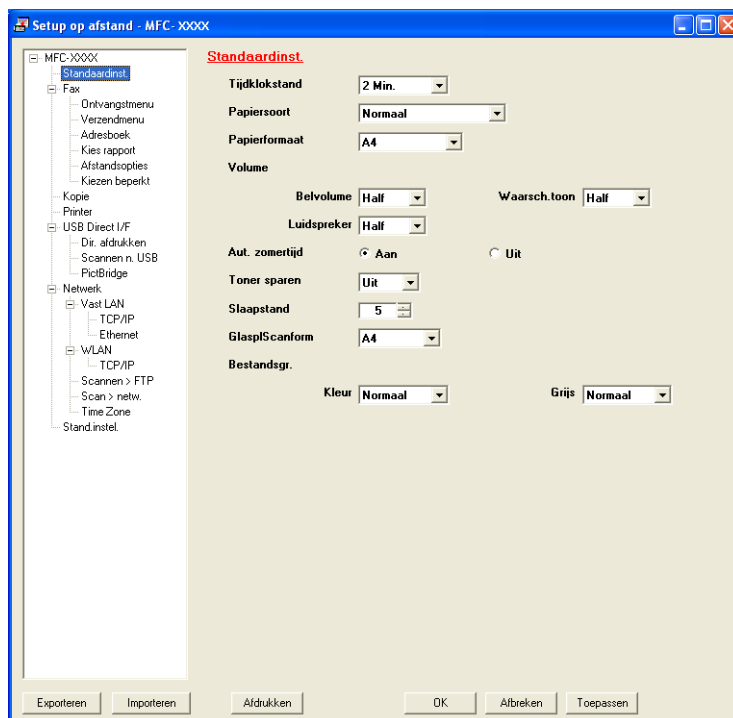 Setup op afstand - MFC- XXXX
MFC-XXXX
Standaardinst.
Fax
Ontvangstmenu
Verzendmenu
Adresboek
Kies rapport
Afstandsopties
Kiezen beperkt
Kopie
Printer
USB Direct I/F
Dir. afdrukken
Scannen n. USB
PictBridge
Netwerk
Vast LAN
TCP/IP
Ethernet
WLAN
TCP/IP
Scannen > FTP
Scan > netw.
Time Zone
Stand.instel.
Standaardinst.
Tijdklokstand 2 Min.
Papiersoort Normaal
Papierformaat A4
Volume
Belvolume Half Waarsch.toon Half
Luidspreker Half
Aut. zomertijd Aan Uit
Toner sparen Uit
Slaapstand 5
GlasplScanform A4
Bestandsgr.
Kleur Normaal Grijs Normaal
Exporteren Importeren Afdrukken OK Afbreken Toepassen